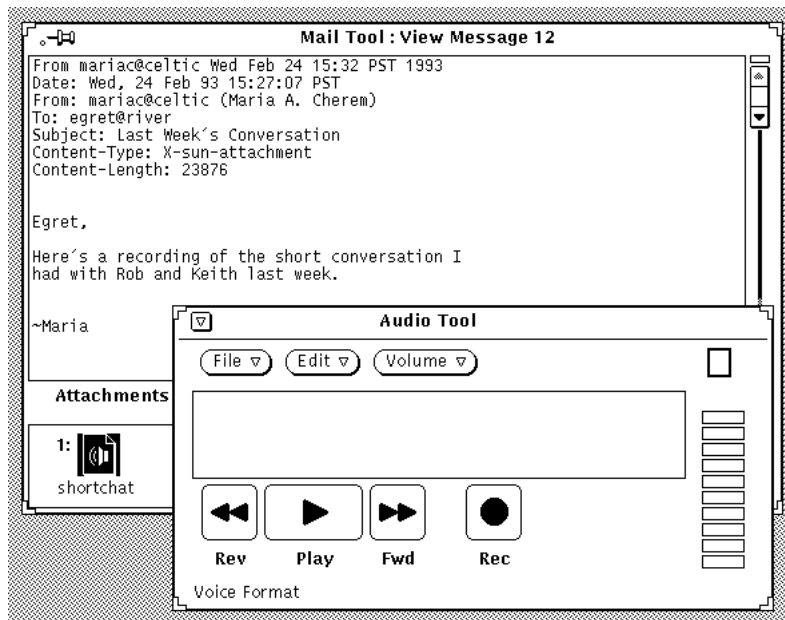 Mail Tool : View Message 12
From mariac@celtic Wed Feb 24 15:32 PST 1993
Date: Wed, 24 Feb 93 15:27:07 PST
From: mariac@celtic (Maria A. Cherem)
To: egret@river
Subject: Last Week´s Conversation
Content-Type: X-sun-attachment
Content-Length: 23876
Egret,
Here´s a recording of the short conversation I
had with Rob and Keith last week.
~Maria
Attachments
1:
shortchat
Audio Tool
File Edit Volume
Rev Play Fwd Rec
Voice Format